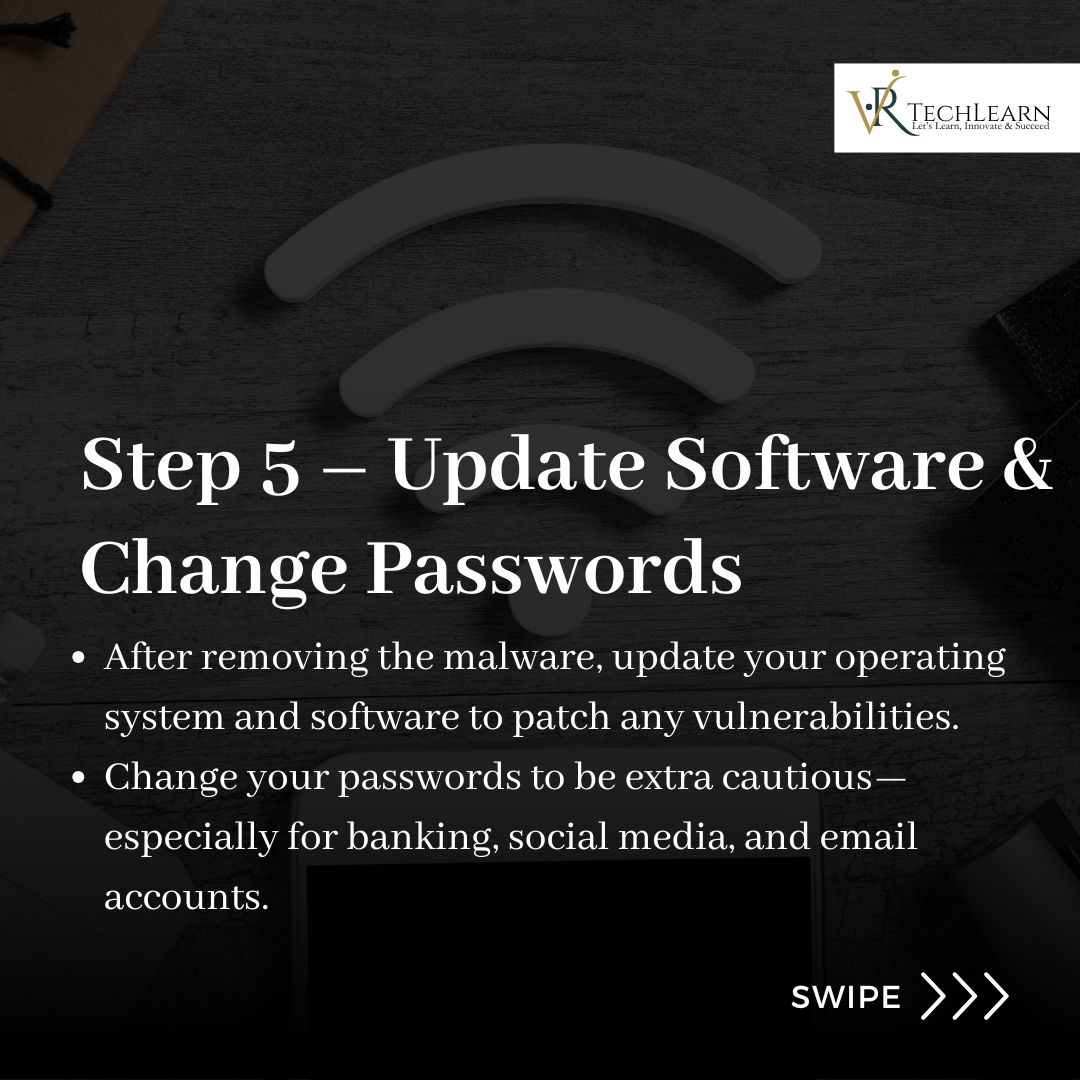 VR TECHLEARN
Let's Learn, Innovate & Succeed
Step 5 – Update Software &
Change Passwords
• After removing the malware, update your operating
system and software to patch any vulnerabilities.
• Change your passwords to be extra cautious—
especially for banking, social media, and email
accounts.
SWIPE